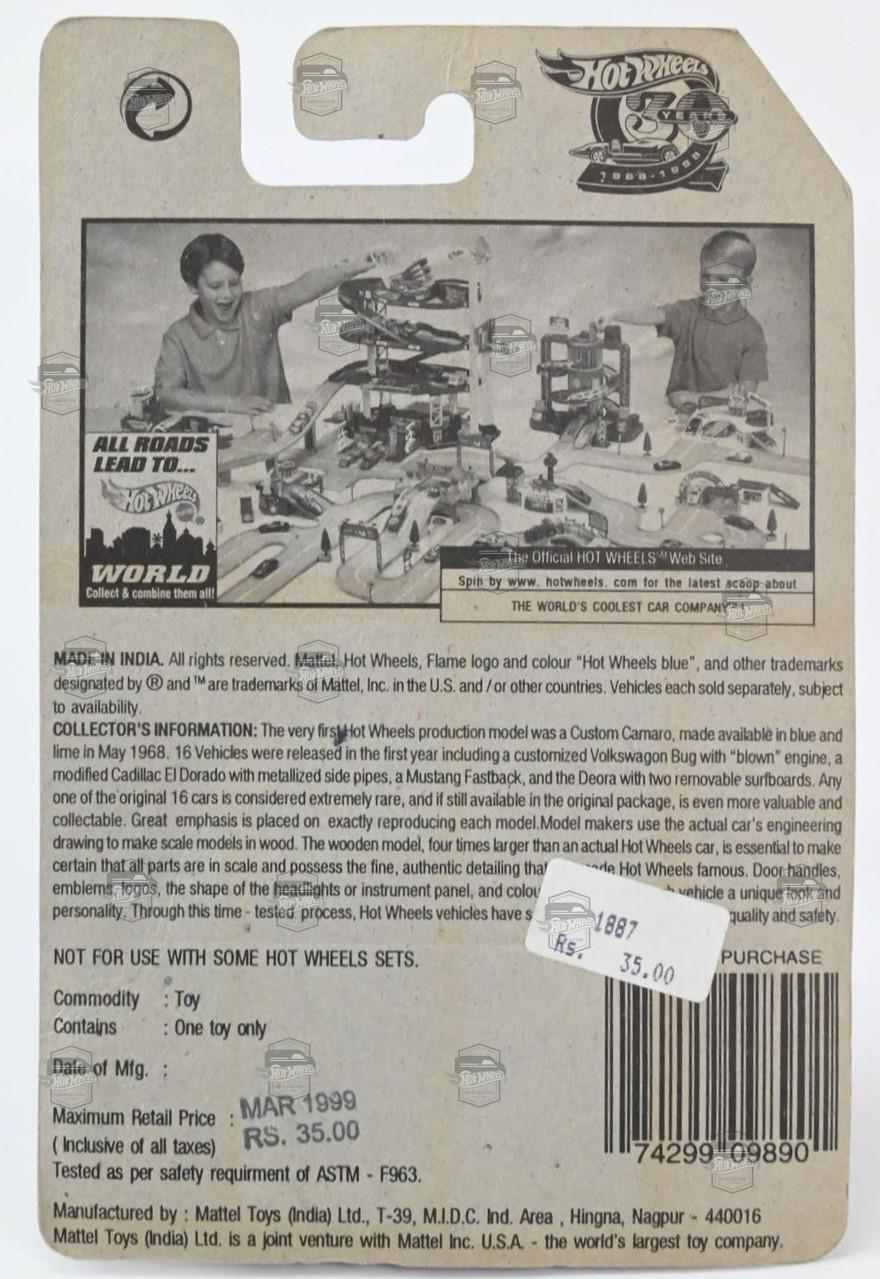 HOT WHEELS
30 YEARS
1968-1998
ALL ROADS
LEAD TO...
HOT WHEELS ®
WORLD
Collect & combine them all!
The Official HOT WHEELS™ Web Site
Spin by www. hotwheels. com for the latest scoop about
THE WORLD'S COOLEST CAR COMPANY
MADE IN INDIA. All rights reserved. Mattel, Hot Wheels, Flame logo and colour "Hot Wheels blue", and other trademarks
designated by ® and ™ are trademarks of Mattel, Inc. in the U.S. and / or other countries. Vehicles each sold separately, subject
to availability.
COLLECTOR'S INFORMATION: The very first Hot Wheels production model was a Custom Camaro, made available in blue and
lime in May 1968. 16 Vehicles were released in the first year including a customized Volkswagon Bug with "blown" engine, a
modified Cadillac El Dorado with metallized side pipes, a Mustang Fastback, and the Deora with two removable surfboards. Any
one of the original 16 cars is considered extremely rare, and if still available in the original package, is even more valuable and
collectable. Great emphasis is placed on exactly reproducing each model.Model makers use the actual car's engineering
drawing to make scale models in wood. The wooden model, four times larger than an actual Hot Wheels car, is essential to make
certain that all parts are in scale and possess the fine, authentic detailing that Hot Wheels famous. Door handles,
emblems, logos, the shape of the headlights or instrument panel, and vehicle a unique look and
personality. Through this time - tested process, Hot Wheels vehicles have quality and safety.
1887
Rs. 35.00
PURCHASE
NOT FOR USE WITH SOME HOT WHEELS SETS.
Commodity : Toy
Contains : One toy only
Date of Mfg. :
MAR 1999
Maximum Retail Price : RS. 35.00
( Inclusive of all taxes)
Tested as per safety requirment of ASTM - F963.
74299 09890
Manufactured by : Mattel Toys (India) Ltd., T-39, M.I.D.C. Ind. Area , Hingna, Nagpur - 440016
Mattel Toys (India) Ltd. is a joint venture with Mattel Inc. U.S.A. - the world's largest toy company.